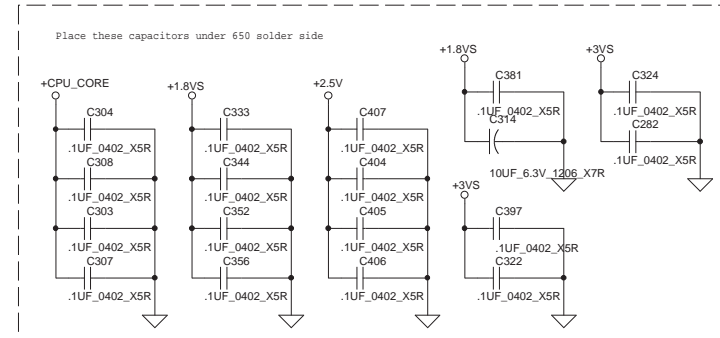 Place these capacitors under 650 solder side
+CPU_CORE
C304
.1UF_0402_X5R
C308
.1UF_0402_X5R
C303
.1UF_0402_X5R
C307
.1UF_0402_X5R
+1.8VS
C333
.1UF_0402_X5R
C344
.1UF_0402_X5R
C352
.1UF_0402_X5R
C356
.1UF_0402_X5R
+2.5V
C407
.1UF_0402_X5R
C404
.1UF_0402_X5R
C405
.1UF_0402_X5R
C406
.1UF_0402_X5R
+1.8VS
C381
.1UF_0402_X5R
C314
10UF_6.3V_1206_X7R
+3VS
C324
.1UF_0402_X5R
C282
.1UF_0402_X5R
+3VS
C397
.1UF_0402_X5R
C322
.1UF_0402_X5R